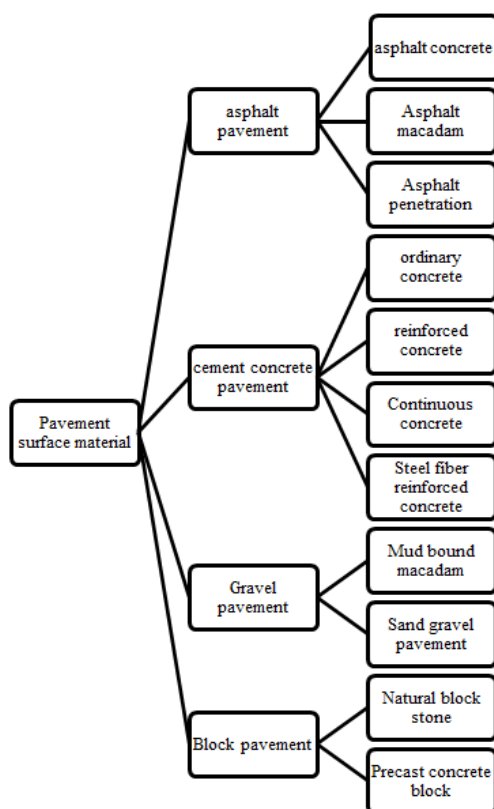 asphalt concrete
asphalt
pavement
Asphalt
macadam
Asphalt
penetration
ordinary
concrete
reinforced
concrete
cement concrete
pavement
Continuous
concrete
Pavement
surface material
Steel fiber
reinforced
concrete
Mud bound
macadam
Gravel
pavement
Sand gravel
pavement
Natural block
stone
Block pavement
Precast concrete
block